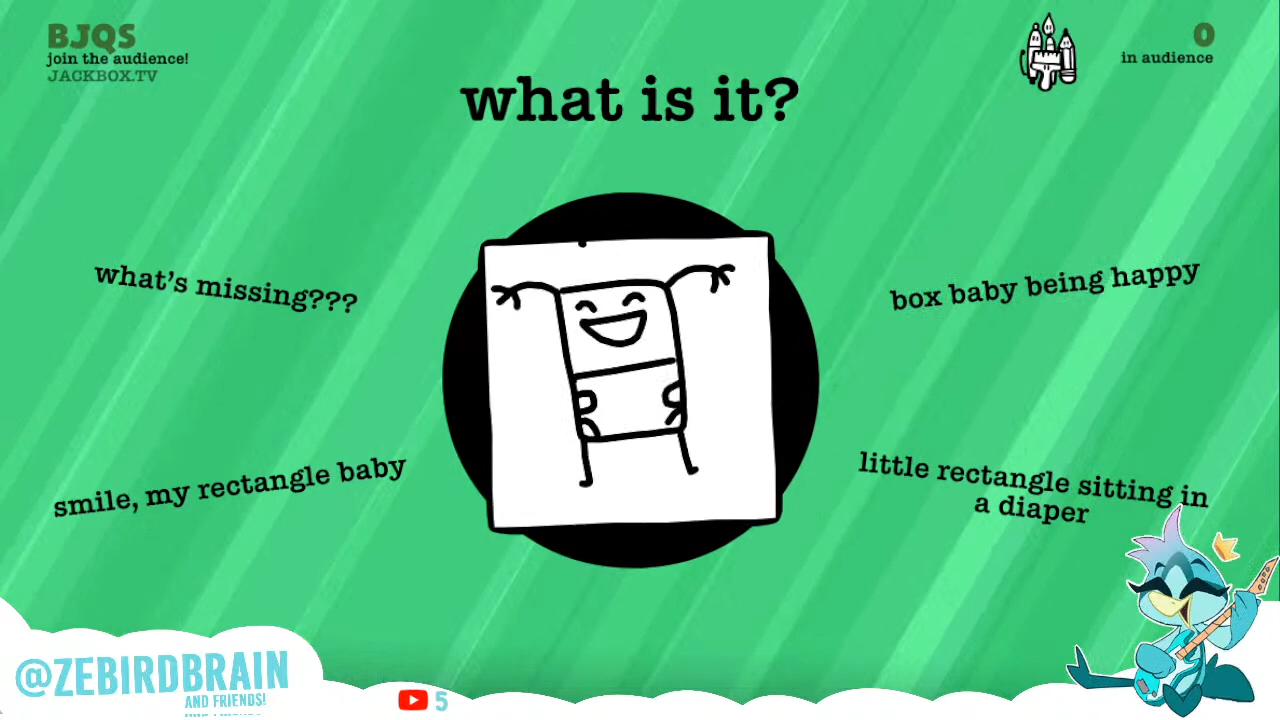 BJQS
join the audience!
JACKBOX.TV
0
in audience
what is it?
what's missing???
box baby being happy
smile, my rectangle baby
little rectangle sitting in
a diaper
@ZEBIRDBRAIN
AND FRIENDS!
5